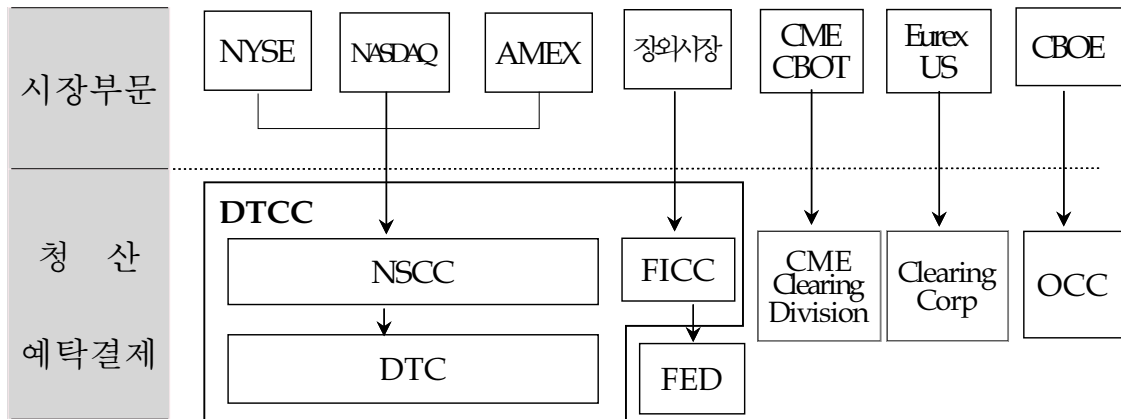 시장부문
NYSE
NASDAQ
AMEX
장외시장
CME
CBOT
Eurex
US
CBOE
청 산
예탁결제
DTCC
NSCC
DTC
FICC
FED
CME
Clearing
Division
Clearing
Corp
OCC